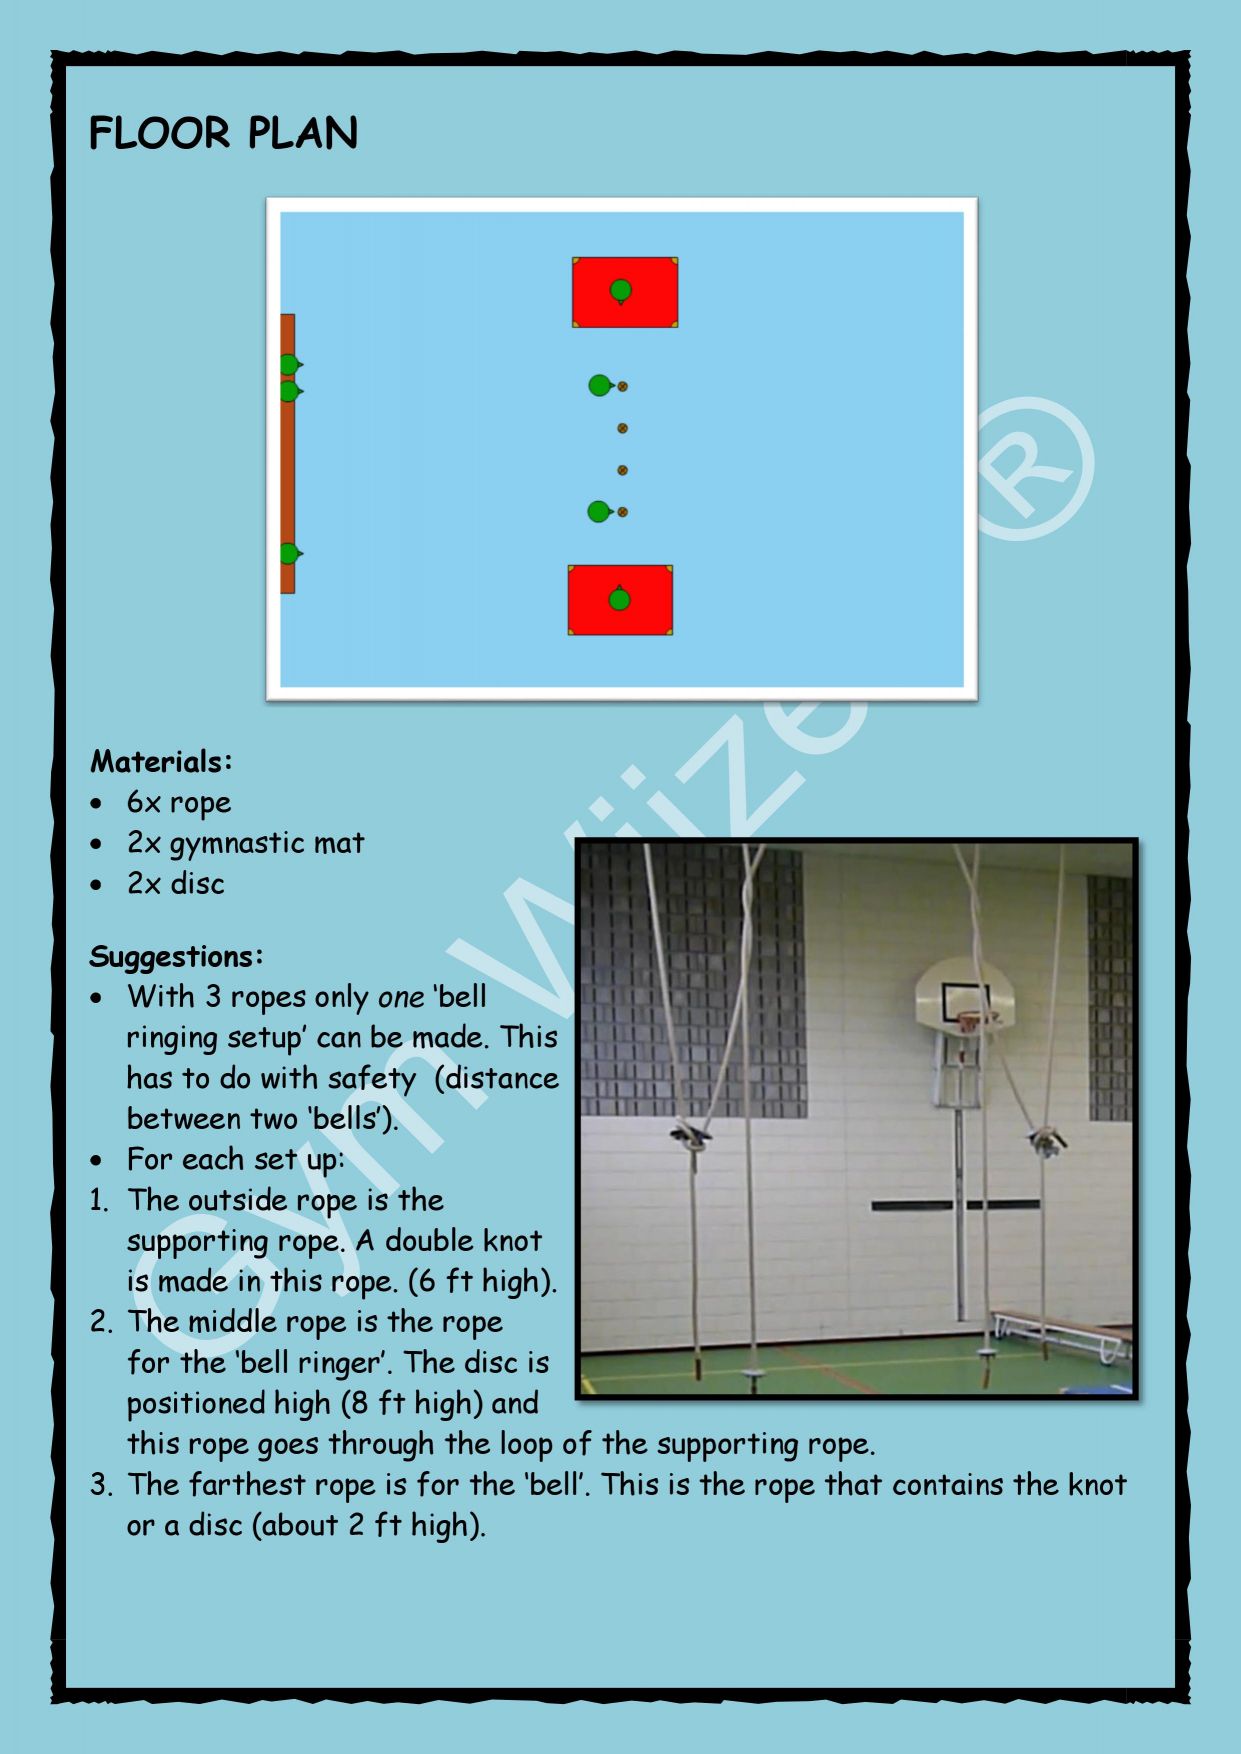 FLOOR PLAN
Materials:
• 6x rope
• 2x gymnastic mat
• 2x disc
Suggestions:
• With 3 ropes only one ‘bell
ringing setup’ can be made. This
has to do with safety  (distance
between two ‘bells’).
• For each set up:
1. The outside rope is the
supporting rope. A double knot
is made in this rope. (6 ft high).
2. The middle rope is the rope
for the ‘bell ringer’. The disc is
positioned high (8 ft high) and
this rope goes through the loop of the supporting rope.
3. The farthest rope is for the ‘bell’. This is the rope that contains the knot
or a disc (about 2 ft high).
Gym Wijze ®